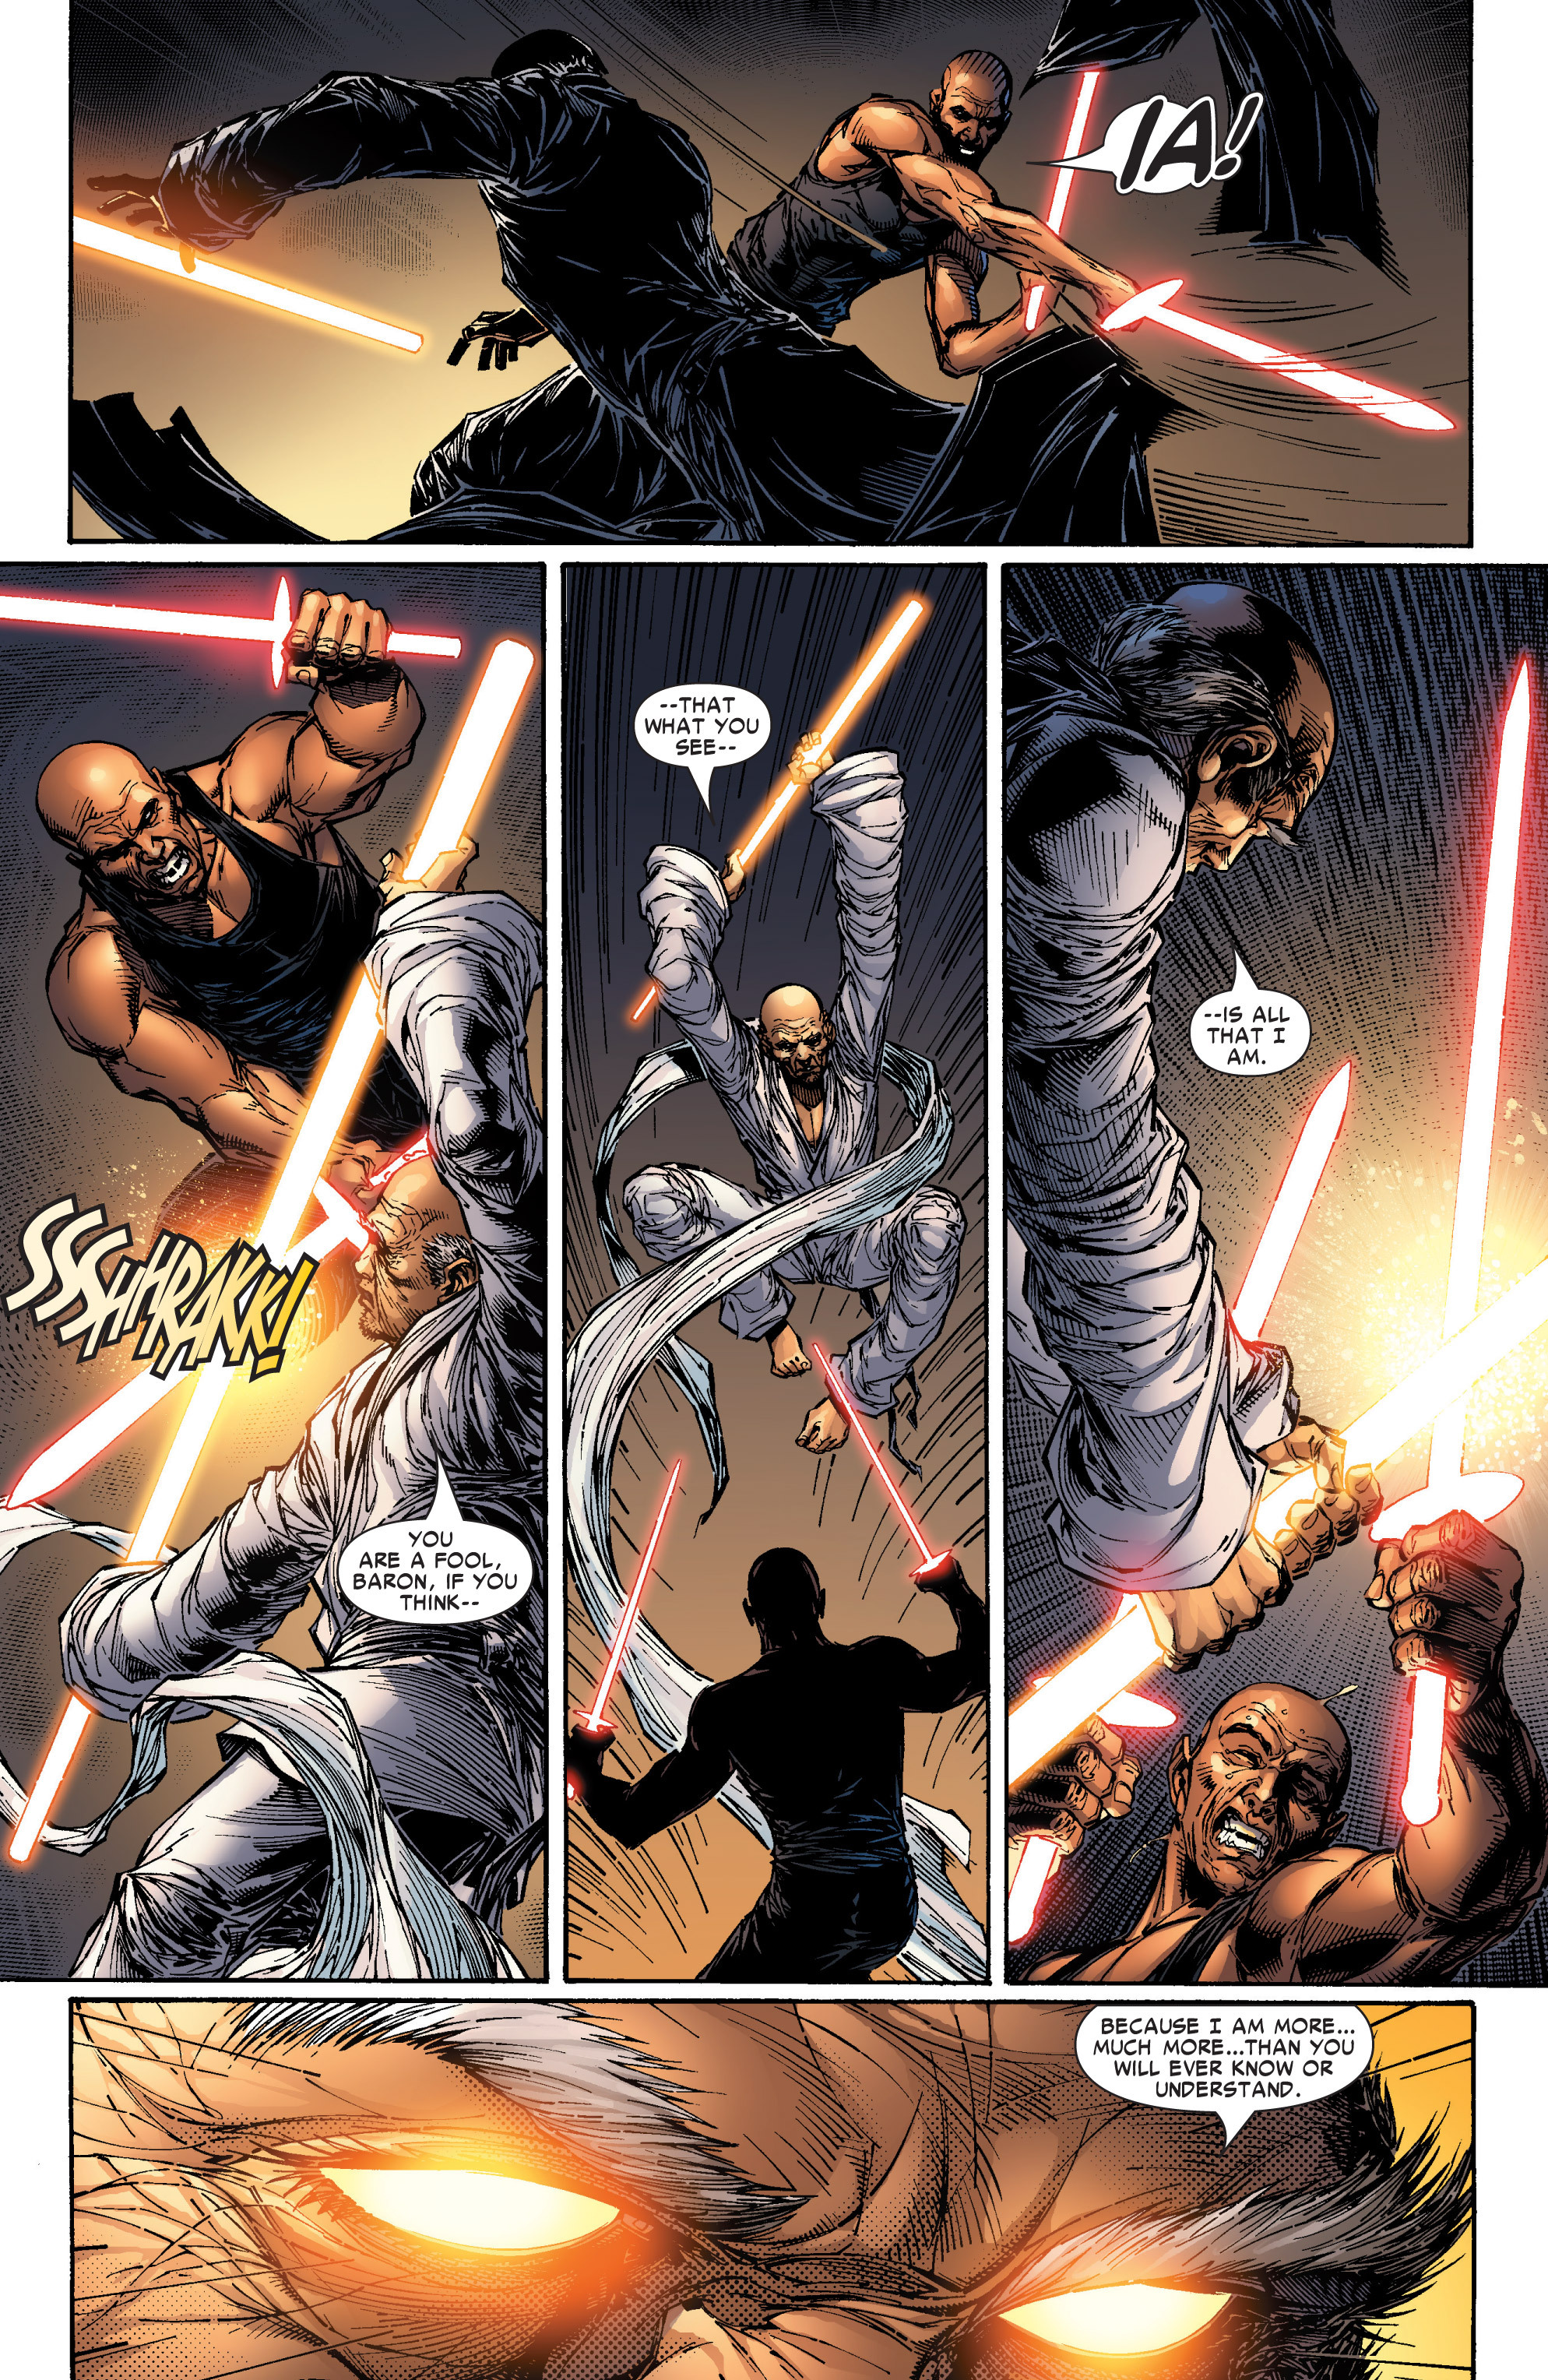 IA!
SSSHHRAKK!
YOU
ARE A FOOL,
BARON, IF YOU
THINK--
--THAT
WHAT YOU
SEE--
--IS ALL
THAT I
AM.
BECAUSE I AM MORE...
MUCH MORE...THAN YOU
WILL EVER KNOW OR
UNDERSTAND.